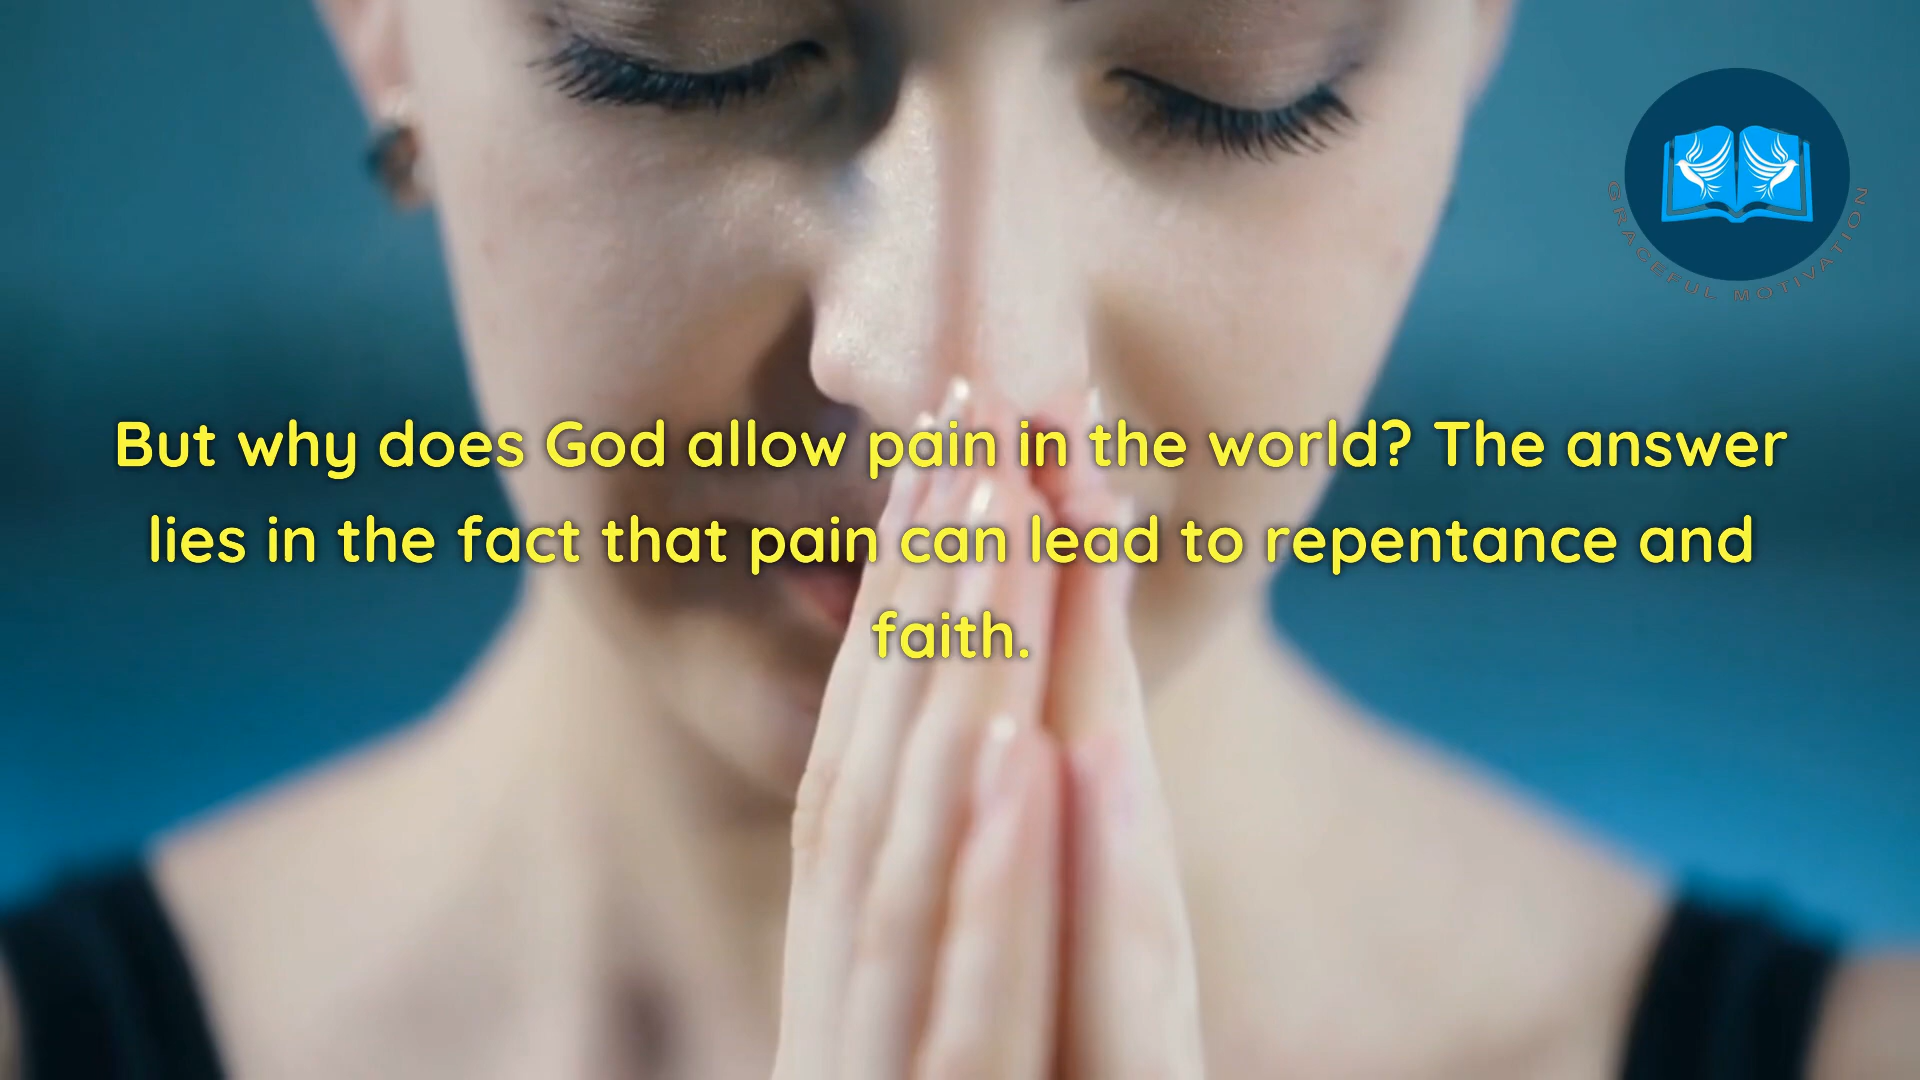 GRACEFUL MOTIVATION
But why does God allow pain in the world? The answer
lies in the fact that pain can lead to repentance and
faith.